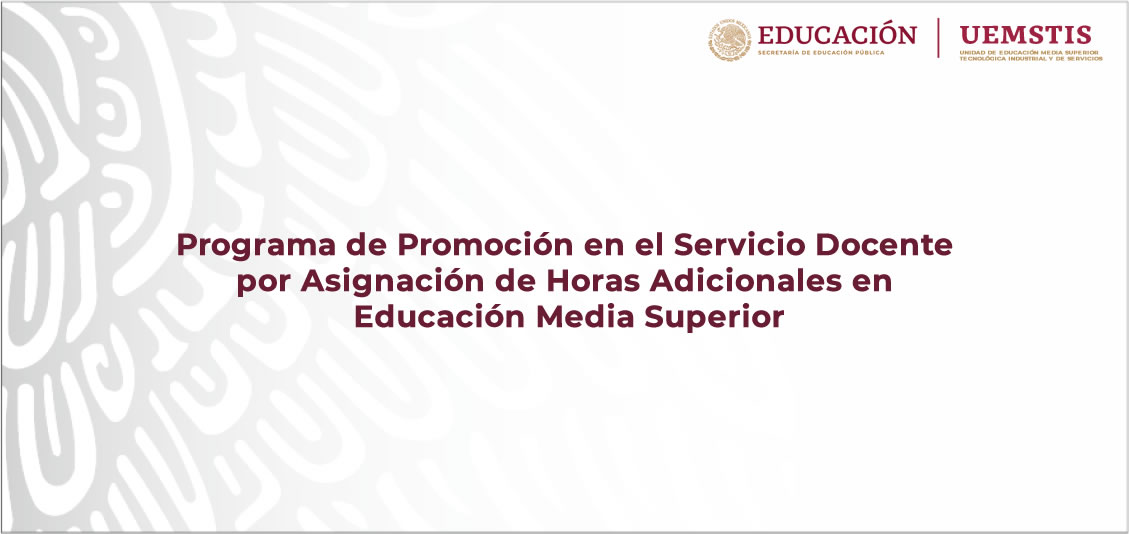 EDUCACIÓN
SECRETARÍA DE EDUCACIÓN PÚBLICA
UEMSTIS
UNIDAD DE EDUCACIÓN MEDIA SUPERIOR
TECNOLÓGICA INDUSTRIAL Y DE SERVICIOS
Programa de Promoción en el Servicio Docente
por Asignación de Horas Adicionales en
Educación Media Superior